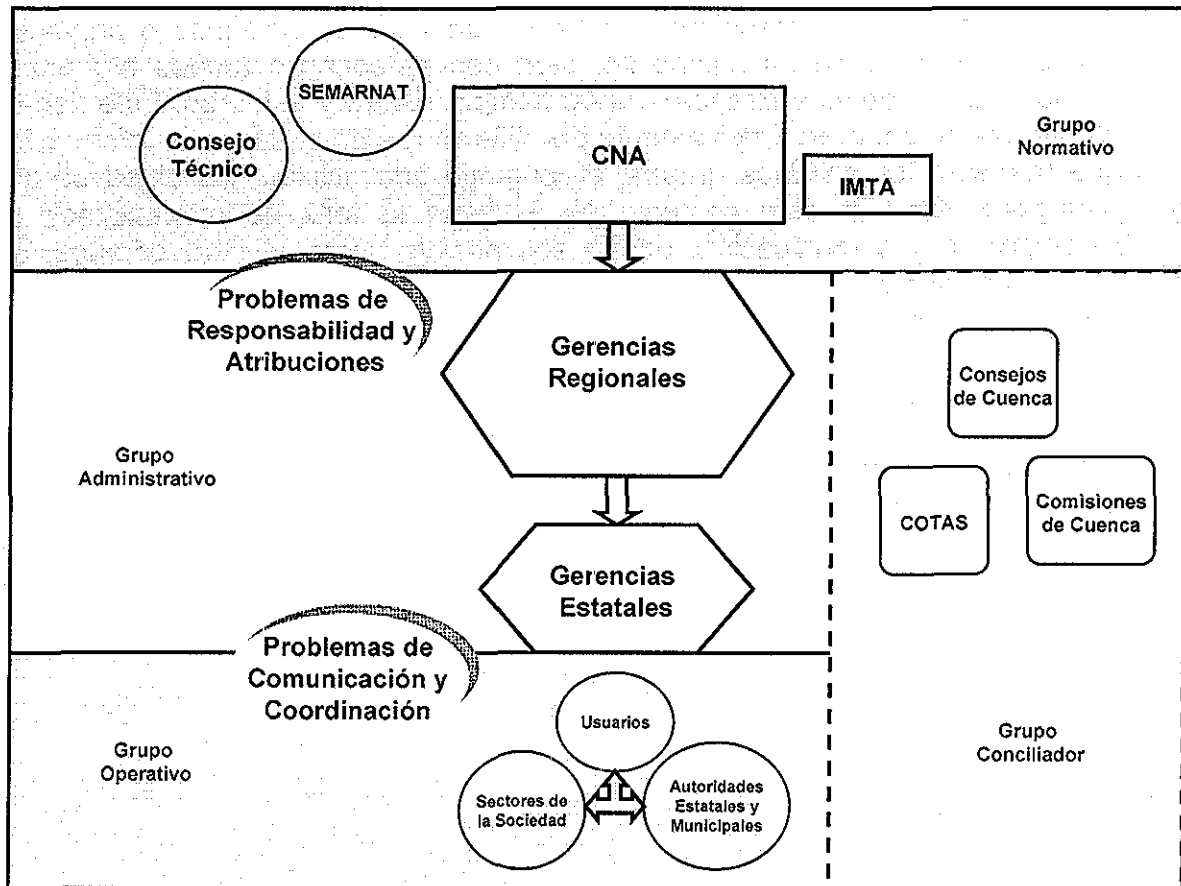 SEMARNAT
Consejo
Técnico
CNA
IMTA
Grupo
Normativo
Problemas de
Responsabilidad y
Atribuciones
Gerencias
Regionales
Grupo
Administrativo
Gerencias
Estatales
Consejos
de Cuenca
COTAS
Comisiones
de Cuenca
Problemas de
Comunicación y
Coordinación
Grupo
Operativo
Usuarios
Sectores de
la Sociedad
Autoridades
Estatales y
Municipales
Grupo
Conciliador